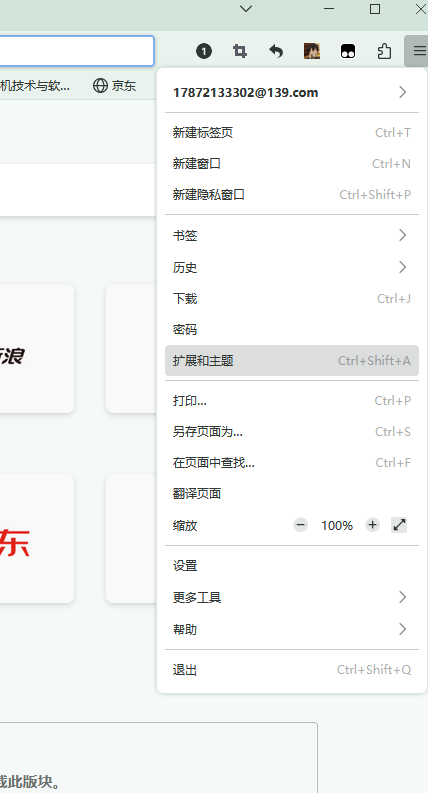 机技术与软...
京东
17872133302@139.com
新建标签页 Ctrl+T
新建窗口 Ctrl+N
新建隐私窗口 Ctrl+Shift+P
书签
历史
下载 Ctrl+J
密码
扩展和主题 Ctrl+Shift+A
打印... Ctrl+P
另存页面为... Ctrl+S
在页面中查找... Ctrl+F
翻译页面
缩放 − 100% +
设置
更多工具
帮助
退出 Ctrl+Shift+Q
浪
东
载此版块。